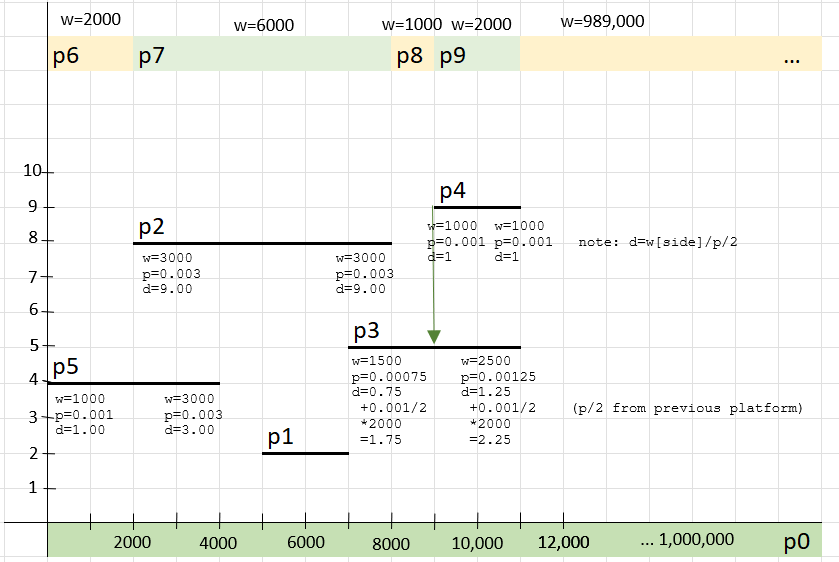 w=2000 w=6000 w=1000 w=2000 w=989,000
p6 p7 p8 p9 ...
10
p4
9
w=1000 w=1000
p=0.001 p=0.001 note: d=w[side]/p/2
d=1 d=1
p2
8
w=3000 w=3000
p=0.003 p=0.003
d=9.00 d=9.00
7
6
p3
5
w=1500 w=2500
p=0.00075 p=0.00125
d=0.75 d=1.25
+0.001/2 +0.001/2 (p/2 from previous platform)
*2000 *2000
=1.75 =2.25
p5
4
w=1000 w=3000
p=0.001 p=0.003
d=1.00 d=3.00
3
p1
2
1
2000 4000 6000 8000 10,000 12,000 ... 1,000,000 p0